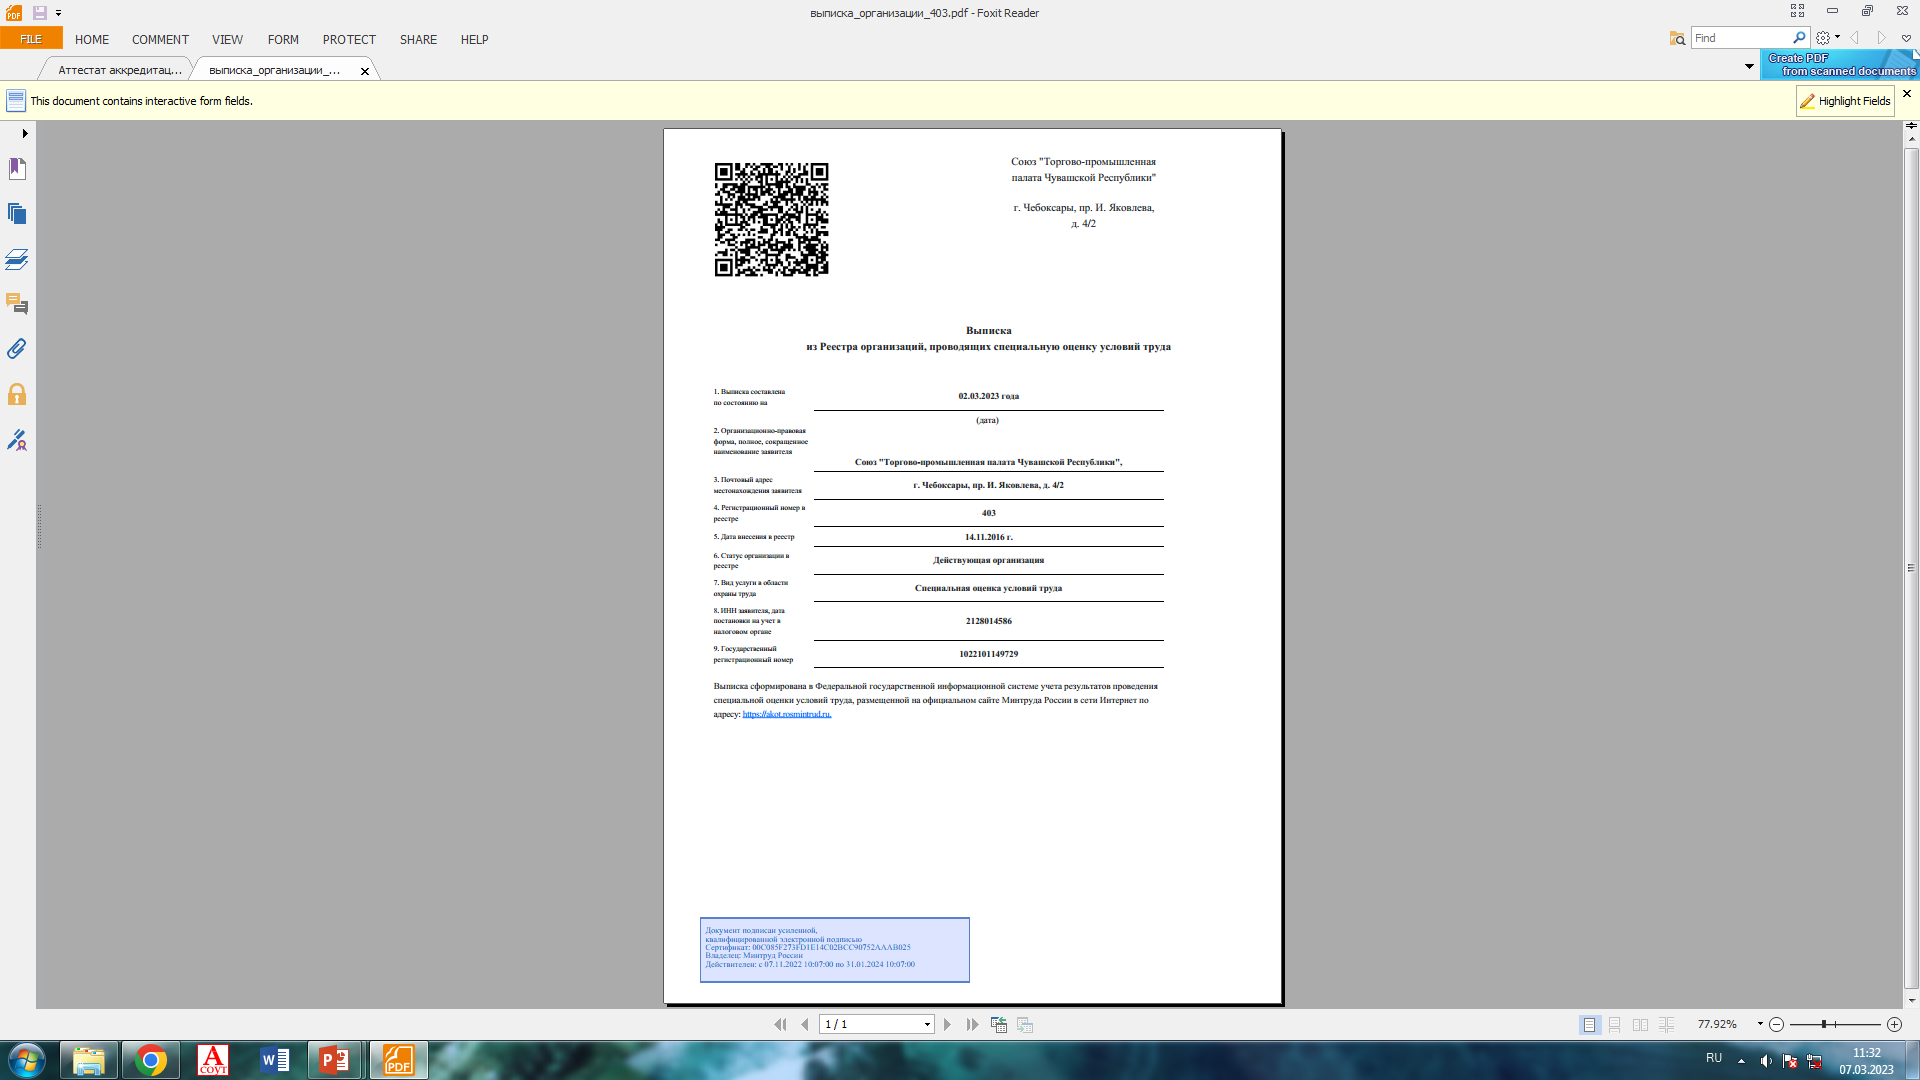 выписка_организации_403.pdf - Foxit Reader
FILE HOME COMMENT VIEW FORM PROTECT SHARE HELP
Find
Аттестат аккредитац... выписка_организации_...
Create PDF
from scanned documents
This document contains interactive form fields.
Highlight Fields
Союз "Торгово-промышленная
палата Чувашской Республики"
г. Чебоксары, пр. И. Яковлева,
д. 4/2
Выписка
из Реестра организаций, проводящих специальную оценку условий труда
1. Выписка составлена
по состоянию на
02.03.2023 года
(дата)
2. Организационно-правовая
форма, полное, сокращенное
наименование заявителя
Союз "Торгово-промышленная палата Чувашской Республики",
3. Почтовый адрес
местонахождения заявителя
г. Чебоксары, пр. И. Яковлева, д. 4/2
4. Регистрационный номер в
реестре
403
5. Дата внесения в реестр
14.11.2016 г.
6. Статус организации в
реестре
Действующая организация
7. Вид услуги в области
охраны труда
Специальная оценка условий труда
8. ИНН заявителя, дата
постановки на учет в
налоговом органе
2128014586
9. Государственный
регистрационный номер
1022101149729
Выписка сформирована в Федеральной государственной информационной системе учета результатов проведения
специальной оценки условий труда, размещенной на официальном сайте Минтруда России в сети Интернет по
адресу: https://akot.rosmintrud.ru.
Документ подписан усиленной,
квалифицированной электронной подписью
Сертификат: 00C085F273FD1E14C02BCC90752AAAB025
Владелец: Минтруд России
Действителен: с 07.11.2022 10:07:00 по 31.01.2024 10:07:00
1 / 1
77.92%
А
СОУТ
PDF
RU
11:32
07.03.2023